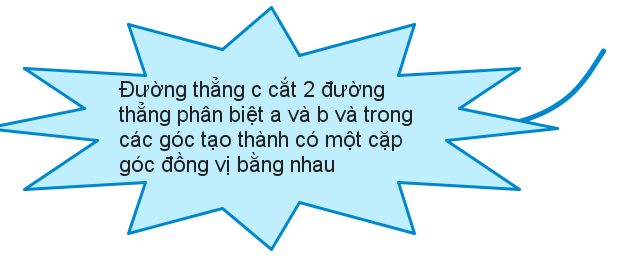 Đường thẳng c cắt 2 đường
thẳng phân biệt a và b và trong
các góc tạo thành có một cặp
góc đồng vị bằng nhau